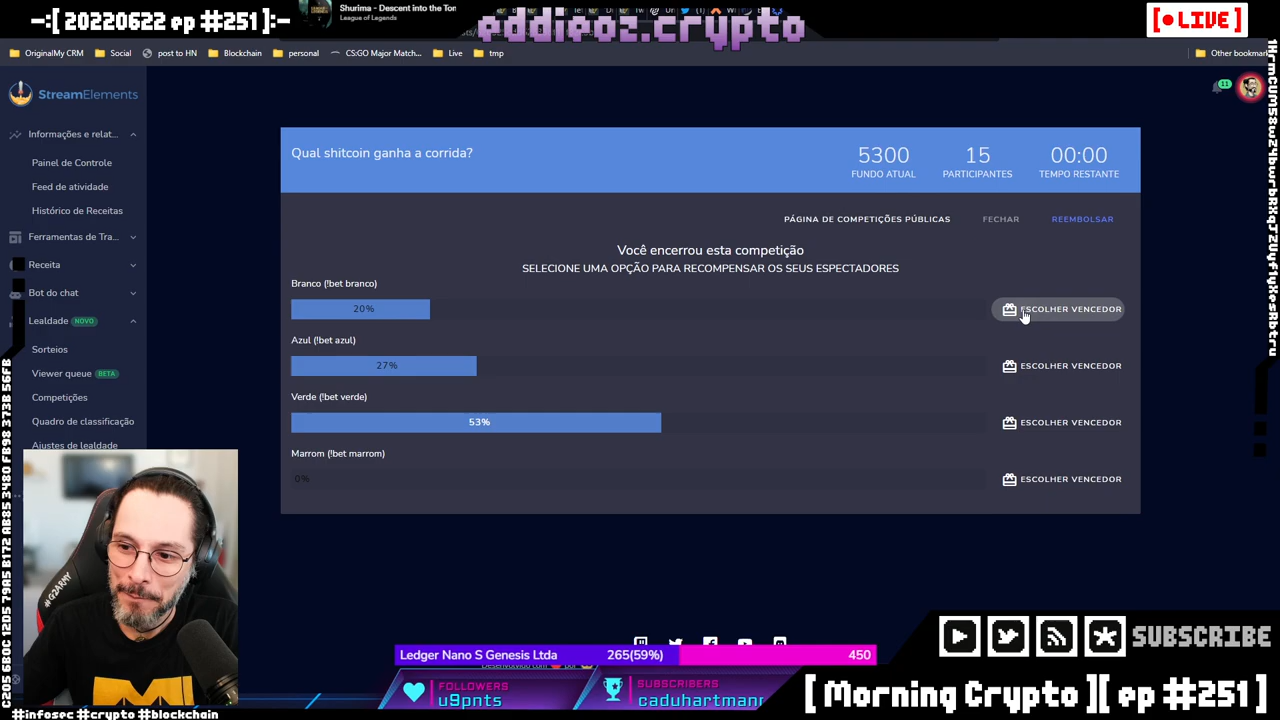 -:[ 20220622 ep #251 ]:-
Shurima - Descent into the Tom
League of Legends
eddieoz.crypto
[ • LIVE ]
OriginalMy CRM
Social
post to HN
Blockchain
personal
CS:GO Major Match...
Live
tmp
Other bookmar
StreamElements
11
Informações e relat...
Painel de Controle
Feed de atividade
Histórico de Receitas
Ferramentas de Tra...
Receita
Bot do chat
Lealdade NOVO
Sorteios
Viewer queue BETA
Competições
Quadro de classificação
Ajustes de lealdade
Qual shitcoin ganha a corrida?
5300
FUNDO ATUAL
15
PARTICIPANTES
00:00
TEMPO RESTANTE
PÁGINA DE COMPETIÇÕES PÚBLICAS
FECHAR
REEMBOLSAR
Você encerrou esta competição
SELECIONE UMA OPÇÃO PARA RECOMPENSAR OS SEUS ESPECTADORES
Branco (!bet branco)
20%
ESCOLHER VENCEDOR
Azul (!bet azul)
27%
ESCOLHER VENCEDOR
Verde (!bet verde)
53%
ESCOLHER VENCEDOR
Marrom (!bet marrom)
0%
ESCOLHER VENCEDOR
#G2ARMY
Ledger Nano S Genesis Ltda
265(59%)
450
Desenvolvido com
por
FOLLOWERS
u9pnts
SUBSCRIBERS
caduhartmann
SUBSCRIBE
[ Morning Crypto ][ ep #251 ]
#infosec #crypto #blockchain